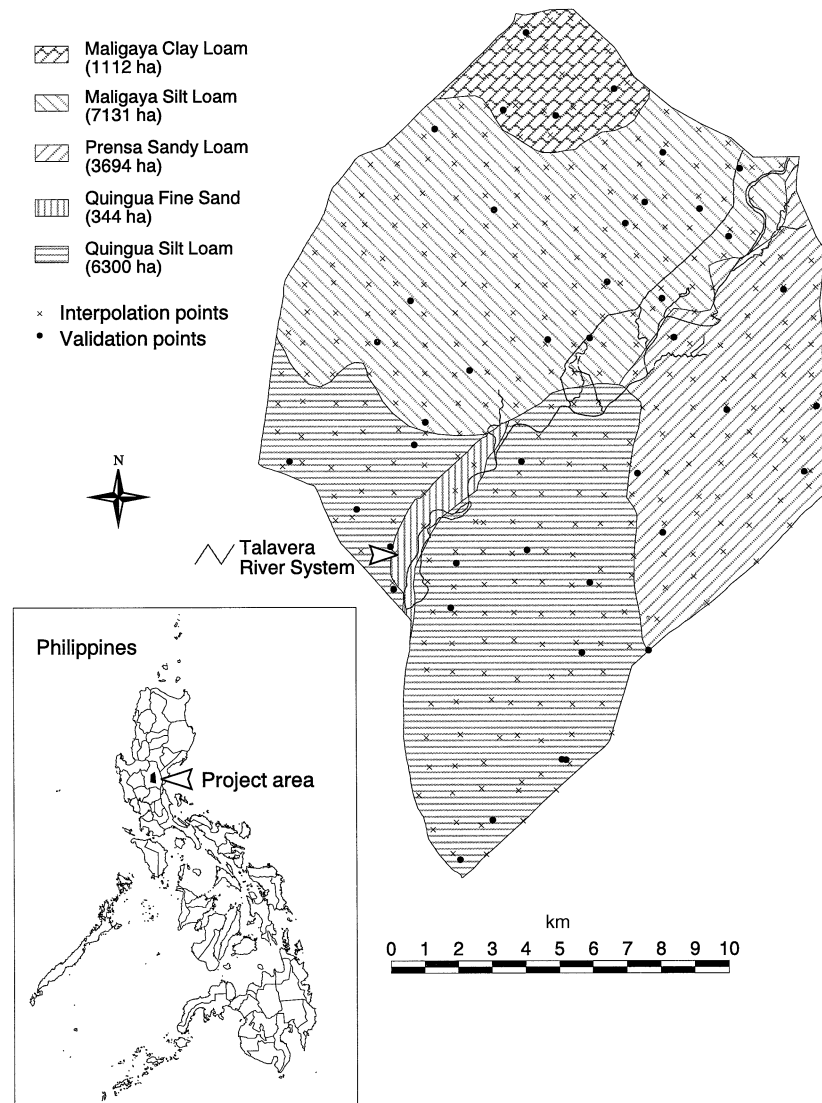 Maligaya Clay Loam
(1112 ha)
Maligaya Silt Loam
(7131 ha)
Prensa Sandy Loam
(3694 ha)
Quingua Fine Sand
(344 ha)
Quingua Silt Loam
(6300 ha)
Interpolation points
Validation points
N
Talavera
River System
Philippines
Project area
km
0 1 2 3 4 5 6 7 8 9 10